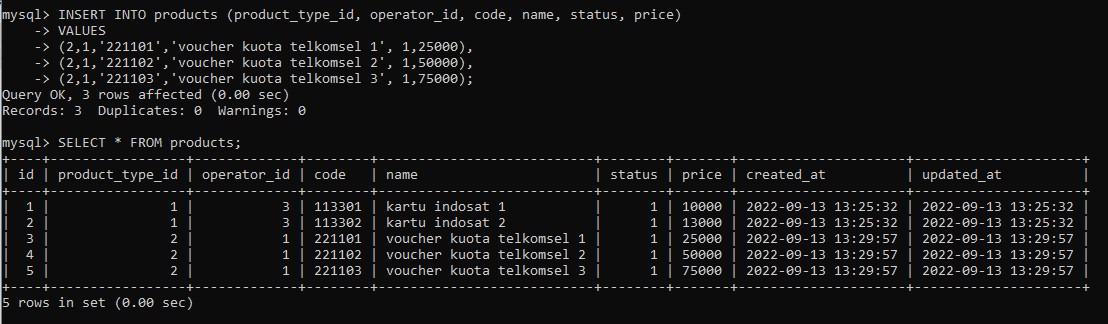 mysql> INSERT INTO products (product_type_id, operator_id, code, name, status, price)
    -> VALUES
    -> (2,1,'221101','voucher kuota telkomsel 1', 1,25000),
    -> (2,1,'221102','voucher kuota telkomsel 2', 1,50000),
    -> (2,1,'221103','voucher kuota telkomsel 3', 1,75000);
Query OK, 3 rows affected (0.00 sec)
Records: 3  Duplicates: 0  Warnings: 0

mysql> SELECT * FROM products;
+----+-----------------+-------------+--------+---------------------------+--------+-------+---------------------+---------------------+
| id | product_type_id | operator_id | code   | name                      | status | price | created_at          | updated_at          |
+----+-----------------+-------------+--------+---------------------------+--------+-------+---------------------+---------------------+
|  1 |               1 |           3 | 113301 | kartu indosat 1           |      1 | 10000 | 2022-09-13 13:25:32 | 2022-09-13 13:25:32 |
|  2 |               1 |           3 | 113302 | kartu indosat 2           |      1 | 13000 | 2022-09-13 13:25:32 | 2022-09-13 13:25:32 |
|  3 |               2 |           1 | 221101 | voucher kuota telkomsel 1 |      1 | 25000 | 2022-09-13 13:29:57 | 2022-09-13 13:29:57 |
|  4 |               2 |           1 | 221102 | voucher kuota telkomsel 2 |      1 | 50000 | 2022-09-13 13:29:57 | 2022-09-13 13:29:57 |
|  5 |               2 |           1 | 221103 | voucher kuota telkomsel 3 |      1 | 75000 | 2022-09-13 13:29:57 | 2022-09-13 13:29:57 |
+----+-----------------+-------------+--------+---------------------------+--------+-------+---------------------+---------------------+
5 rows in set (0.00 sec)